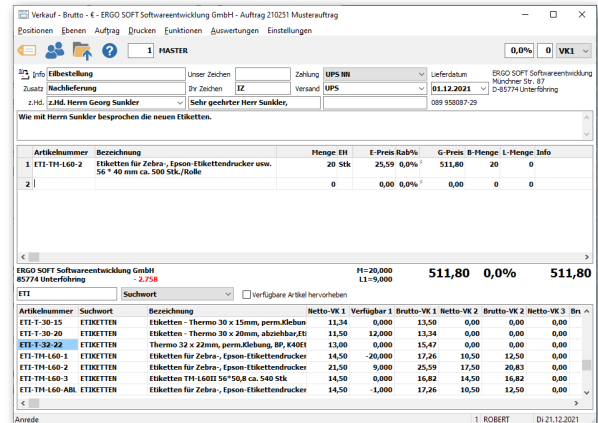 Verkauf - Brutto - € - ERGO SOFT Softwareentwicklung GmbH - Auftrag 210251 Musterauftrag
Positionen Ebenen Auftrag Drucken Funktionen Auswertungen Einstellungen
1 MASTER 0,0% 0 VK1
Info Eilbestellung Unser Zeichen Zahlung UPS NN Lieferdatum ERGO SOFT Softwareentwicklung
Münchner Str. 87
Zusatz Nachlieferung Ihr Zeichen IZ Versand UPS 01.12.2021 D-85774 Unterföhring
z.Hd. z.Hd. Herrn Georg Sunkler Sehr geehrter Herr Sunkler, 089 958087-29
Wie mit Herrn Sunkler besprochen die neuen Etiketten.
Artikelnummer Bezeichnung Menge EH E-Preis Rab% G-Preis B-Menge L-Menge Info
1 ETI-TM-L60-2 Etiketten für Zebra-, Epson-Etikettendrucker usw. 20 Stk 25,59 0,0% 511,80 20 0
56 * 40 mm ca. 500 Stk./Rolle
2 0 0,00 0,0% 0,00 0 0
ERGO SOFT Softwareentwicklung GmbH M=20,000 511,80 0,0% 511,80
85774 Unterföhring - 2.758 L1=9,000
ETI Suchwort Verfügbare Artikel hervorheben
Artikelnummer Suchwort Bezeichnung Netto-VK 1 Verfügbar 1 Brutto-VK 1 Netto-VK 2 Brutto-VK 2 Netto-VK 3 Bru
ETI-T-30-15 ETIKETTEN Etiketten - Thermo 30 x 15mm, perm.Klebun 11,34 0,000 13,50 0,00 0,00 0,00
ETI-T-30-20 ETIKETTEN Etiketten - Thermo 30 x 20mm, abziehbar,Eti 11,50 12,000 13,34 0,00 0,00 0,00
ETI-T-32-22 ETIKETTEN Thermo 32 x 22mm, perm.Klebung, BP, K40Et 13,00 0,000 15,47 0,00 0,00 0,00
ETI-TM-L60-1 ETIKETTEN Etiketten für Zebra-, Epson-Etikettendrucker 14,50 -20,000 17,26 10,50 12,50 0,00
ETI-TM-L60-2 ETIKETTEN Etiketten für Zebra-, Epson-Etikettendrucker 21,50 9,000 25,59 17,50 20,83 0,00
ETI-TM-L60-3 ETIKETTEN Etiketten TM-L60II 56*50,8 ca. 540 Stk 14,50 0,000 16,82 14,50 16,82 0,00
ETI-TM-L60-ABL ETIKETTEN Etiketten für Zebra-, Epson-Etikettendrucker 14,50 -1,000 17,26 10,50 12,50 0,00
Anrede 1 ROBERT Di 21.12.2021